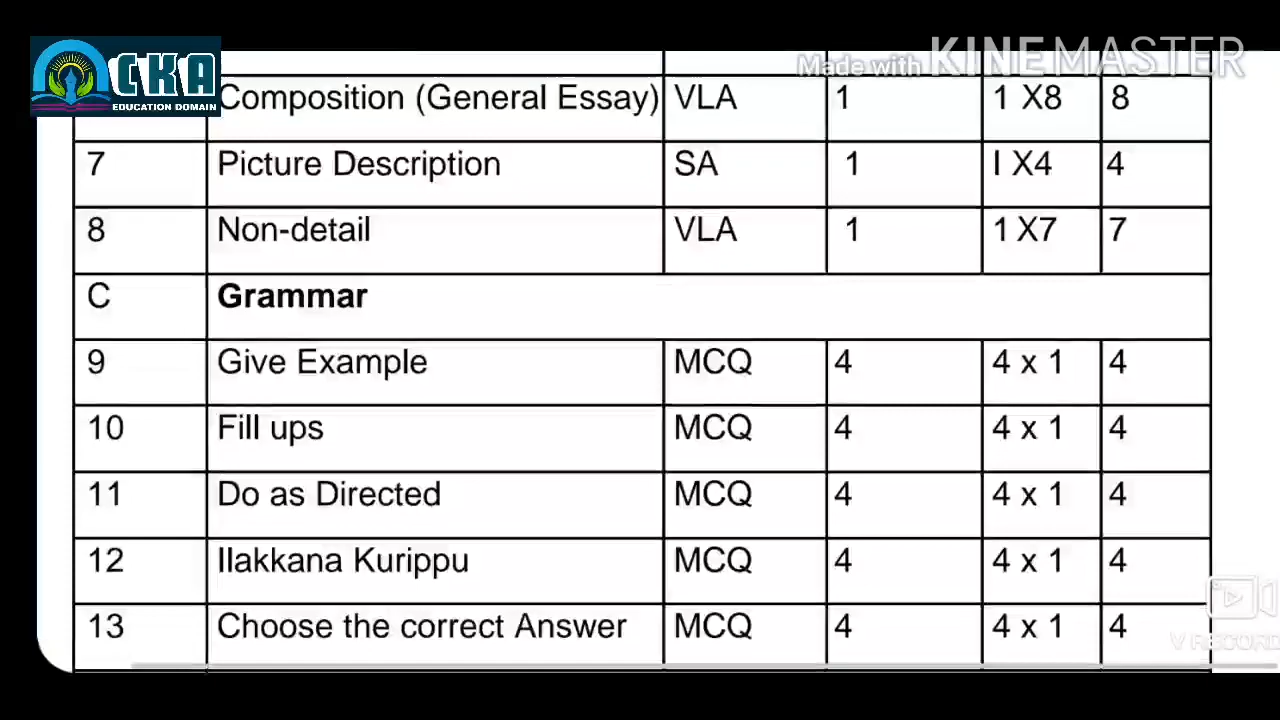 CKA
EDUCATION DOMAIN
Made with KINEMASTER
Composition (General Essay) VLA 1 1 X8 8
7 Picture Description SA 1 I X4 4
8 Non-detail VLA 1 1 X7 7
C Grammar
9 Give Example MCQ 4 4 x 1 4
10 Fill ups MCQ 4 4 x 1 4
11 Do as Directed MCQ 4 4 x 1 4
12 Ilakkana Kurippu MCQ 4 4 x 1 4
13 Choose the correct Answer MCQ 4 4 x 1 4
V RECORD